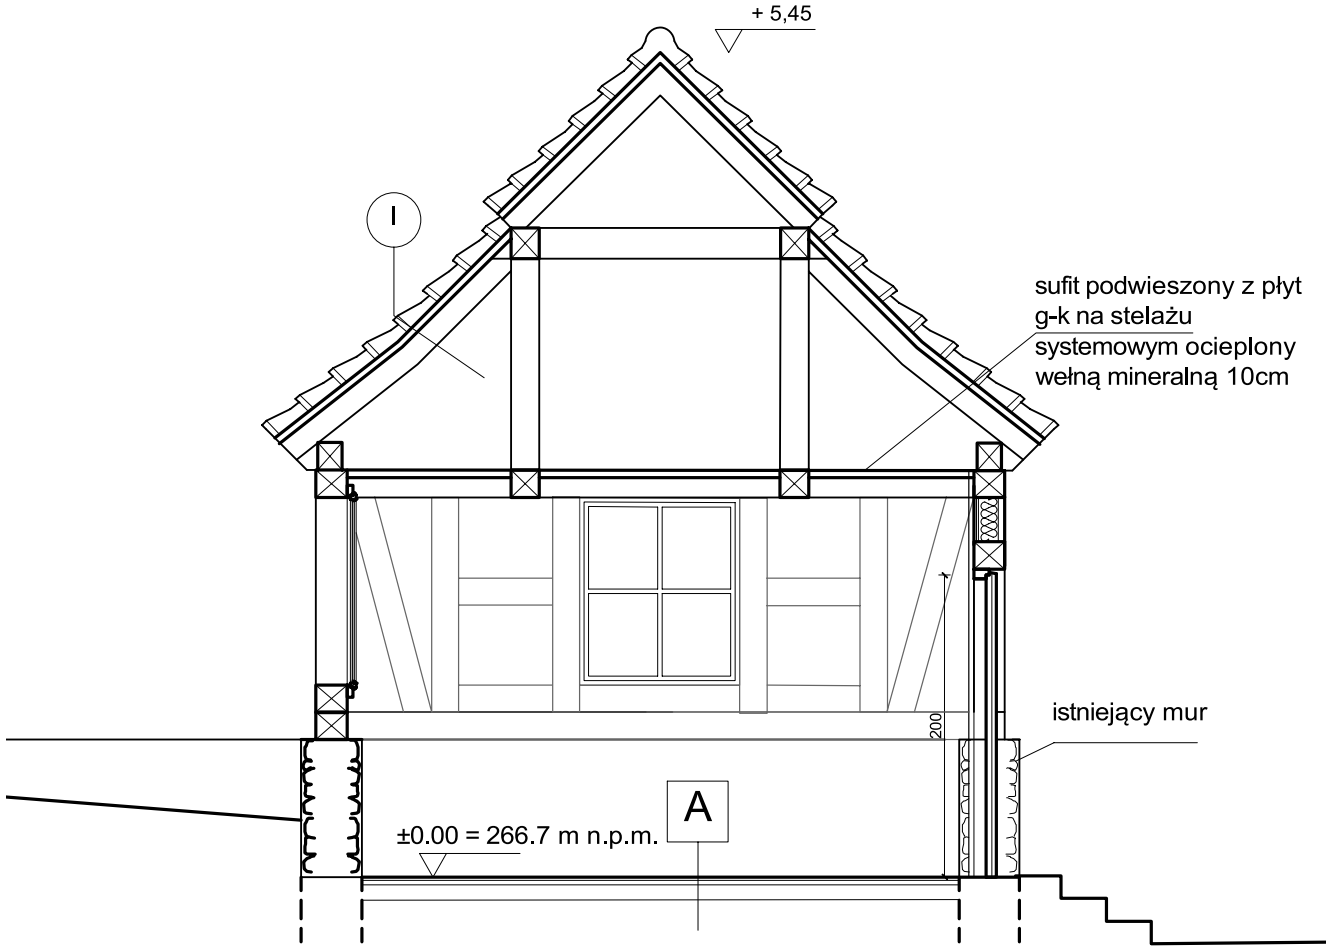 + 5,45
I
sufit podwieszony z płyt
g-k na stelażu
systemowym ocieplony
wełną mineralną 10cm
istniejący mur
200
A
±0.00 = 266.7 m n.p.m.